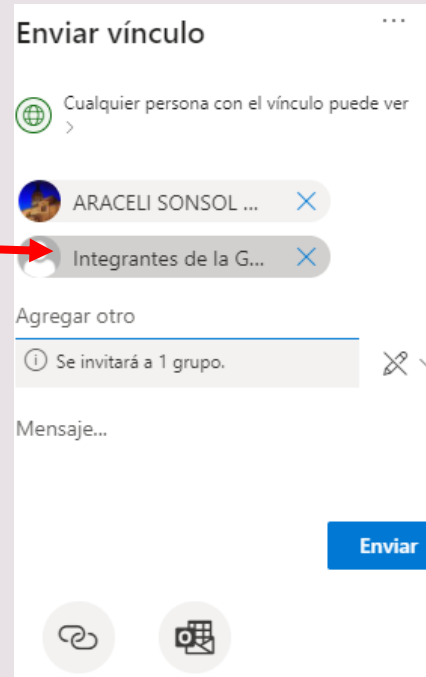 Enviar vínculo
Cualquier persona con el vínculo puede ver
ARACELI SONSOL ...
Integrantes de la G...
Agregar otro
Se invitará a 1 grupo.
Mensaje...
Enviar